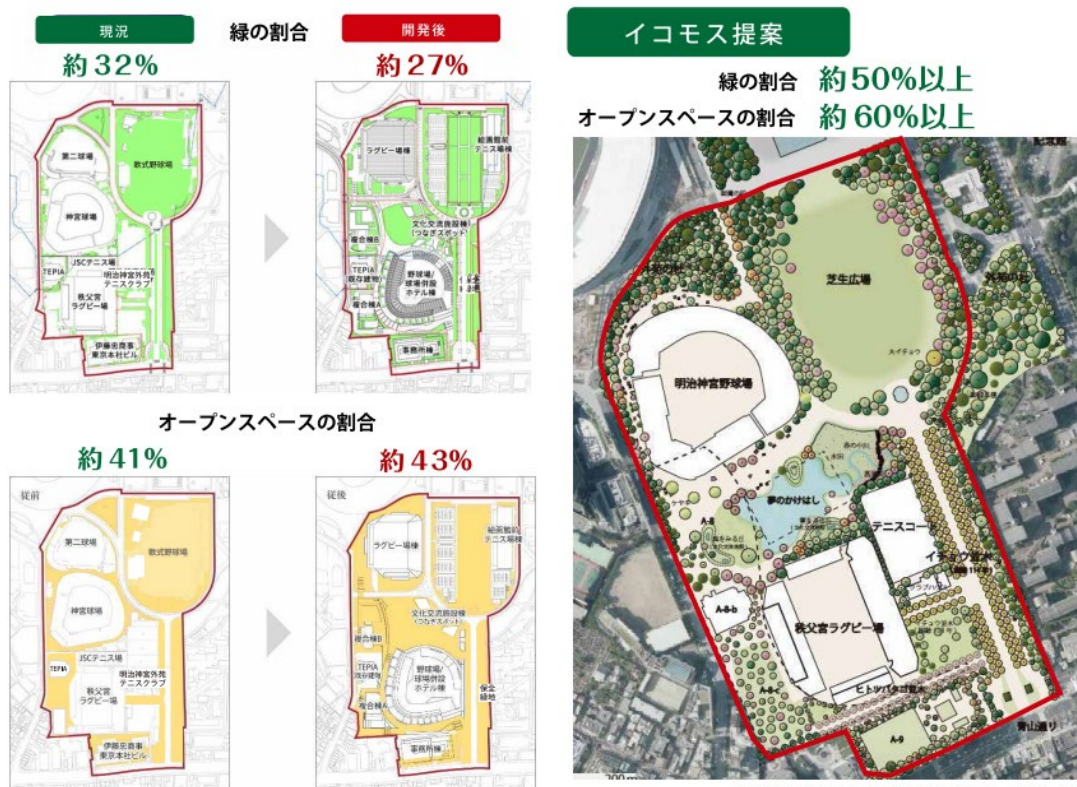 現況
緑の割合
開発後
約32%
約27%
第二球場
軟式野球場
神宮球場
JSCテニス場
TEPIA
明治神宮外苑
テニスクラブ
秩父宮
ラグビー場
伊藤忠商事
東京本社ビル
ラグビー場棟
絵画館前
テニス場棟
文化交流施設棟
(つなぎスポット)
複合棟B
TEPIA
(既存建物)
野球場/
球場併設
ホテル棟
複合棟A
事務所棟
オープンスペースの割合
約41%
約43%
従前
第二球場
軟式野球場
神宮球場
JSCテニス場
TEPIA
明治神宮外苑
テニスクラブ
秩父宮
ラグビー場
伊藤忠商事
東京本社ビル
従後
ラグビー場棟
絵画館前
テニス場棟
文化交流施設棟
(つなぎスポット)
複合棟B
TEPIA
(既存建物)
野球場/
球場併設
ホテル棟
保全
緑地
複合棟A
事務所棟
イコモス提案
緑の割合 約50%以上
オープンスペースの割合 約60%以上
芝生広場
大イチョウ
明治神宮野球場
夢のかけはし
テニスコート
イチョウ並木
A-8
A-8-b
秩父宮ラグビー場
A-8-c
ヒトツバタゴ並木
A-9
青山通り
200m